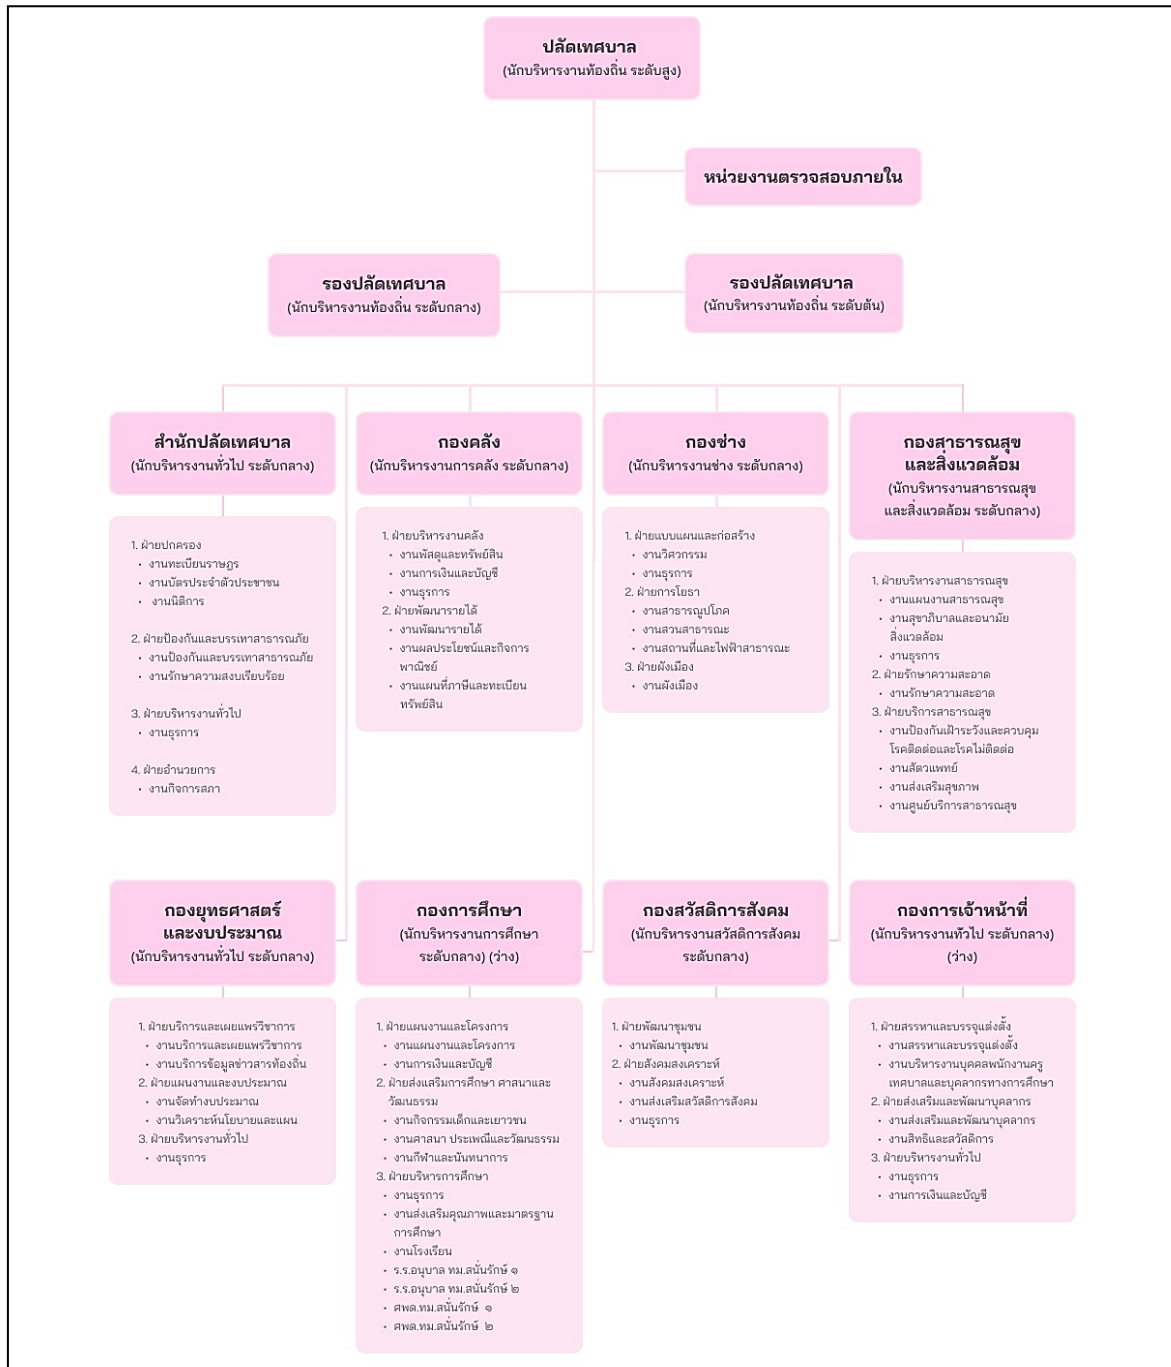 ปลัดเทศบาล
(นักบริหารงานท้องถิ่น ระดับสูง)
หน่วยงานตรวจสอบภายใน
รองปลัดเทศบาล
(นักบริหารงานท้องถิ่น ระดับกลาง)
รองปลัดเทศบาล
(นักบริหารงานท้องถิ่น ระดับต้น)
สำนักปลัดเทศบาล
(นักบริหารงานทั่วไป ระดับกลาง)
1. ฝ่ายปกครอง
• งานทะเบียนราษฎร
• งานบัตรประจำตัวประชาชน
• งานนิติการ
2. ฝ่ายป้องกันและบรรเทาสาธารณภัย
• งานป้องกันและบรรเทาสาธารณภัย
• งานรักษาความสงบเรียบร้อย
3. ฝ่ายบริหารงานทั่วไป
• งานธุรการ
4. ฝ่ายอำนวยการ
• งานกิจการสภา
กองคลัง
(นักบริหารงานการคลัง ระดับกลาง)
1. ฝ่ายบริหารงานคลัง
• งานพัสดุและทรัพย์สิน
• งานการเงินและบัญชี
• งานธุรการ
2. ฝ่ายพัฒนารายได้
• งานพัฒนารายได้
• งานผลประโยชน์และกิจการ
พาณิชย์
• งานแผนที่ภาษีและทะเบียน
ทรัพย์สิน
กองช่าง
(นักบริหารงานช่าง ระดับกลาง)
1. ฝ่ายแบบแผนและก่อสร้าง
• งานวิศวกรรม
• งานธุรการ
2. ฝ่ายการโยธา
• งานสาธารณูปโภค
• งานสวนสาธารณะ
• งานสถานที่และไฟฟ้าสาธารณะ
3. ฝ่ายผังเมือง
• งานผังเมือง
กองสาธารณสุข
และสิ่งแวดล้อม
(นักบริหารงานสาธารณสุข
และสิ่งแวดล้อม ระดับกลาง)
1. ฝ่ายบริหารงานสาธารณสุข
• งานแผนงานสาธารณสุข
• งานสุขาภิบาลและอนามัย
สิ่งแวดล้อม
• งานธุรการ
2. ฝ่ายรักษาความสะอาด
• งานรักษาความสะอาด
3. ฝ่ายบริการสาธารณสุข
• งานป้องกันเฝ้าระวังและควบคุม
โรคติดต่อและโรคไม่ติดต่อ
• งานสัตวแพทย์
• งานส่งเสริมสุขภาพ
• งานศูนย์บริการสาธารณสุข
กองยุทธศาสตร์
และงบประมาณ
(นักบริหารงานทั่วไป ระดับกลาง)
1. ฝ่ายบริการและเผยแพร่วิชาการ
• งานบริการและเผยแพร่วิชาการ
• งานบริการข้อมูลข่าวสารท้องถิ่น
2. ฝ่ายแผนงานและงบประมาณ
• งานจัดทำงบประมาณ
• งานวิเคราะห์นโยบายและแผน
3. ฝ่ายบริหารงานทั่วไป
• งานธุรการ
กองการศึกษา
(นักบริหารงานการศึกษา
ระดับกลาง) (ว่าง)
1. ฝ่ายแผนงานและโครงการ
• งานแผนงานและโครงการ
• งานการเงินและบัญชี
2. ฝ่ายส่งเสริมการศึกษา ศาสนาและ
วัฒนธรรม
• งานกิจกรรมเด็กและเยาวชน
• งานศาสนา ประเพณีและวัฒนธรรม
• งานกีฬาและนันทนาการ
3. ฝ่ายบริหารการศึกษา
• งานธุรการ
• งานส่งเสริมคุณภาพและมาตรฐาน
การศึกษา
• งานโรงเรียน
• ร.ร.อนุบาล ทม.สนั่นรักษ์ ๑
• ร.ร.อนุบาล ทม.สนั่นรักษ์ ๒
• ศพด.ทม.สนั่นรักษ์ ๑
• ศพด.ทม.สนั่นรักษ์ ๒
กองสวัสดิการสังคม
(นักบริหารงานสวัสดิการสังคม
ระดับกลาง)
1. ฝ่ายพัฒนาชุมชน
• งานพัฒนาชุมชน
2. ฝ่ายสังคมสงเคราะห์
• งานสังคมสงเคราะห์
• งานส่งเสริมสวัสดิการสังคม
• งานธุรการ
กองการเจ้าหน้าที่
(นักบริหารงานทั่วไป ระดับกลาง)
(ว่าง)
1. ฝ่ายสรรหาและบรรจุแต่งตั้ง
• งานสรรหาและบรรจุแต่งตั้ง
• งานบริหารงานบุคคลพนักงานครู
เทศบาลและบุคลากรทางการศึกษา
2. ฝ่ายส่งเสริมและพัฒนาบุคลากร
• งานส่งเสริมและพัฒนาบุคลากร
• งานสิทธิและสวัสดิการ
3. ฝ่ายบริหารงานทั่วไป
• งานธุรการ
• งานการเงินและบัญชี